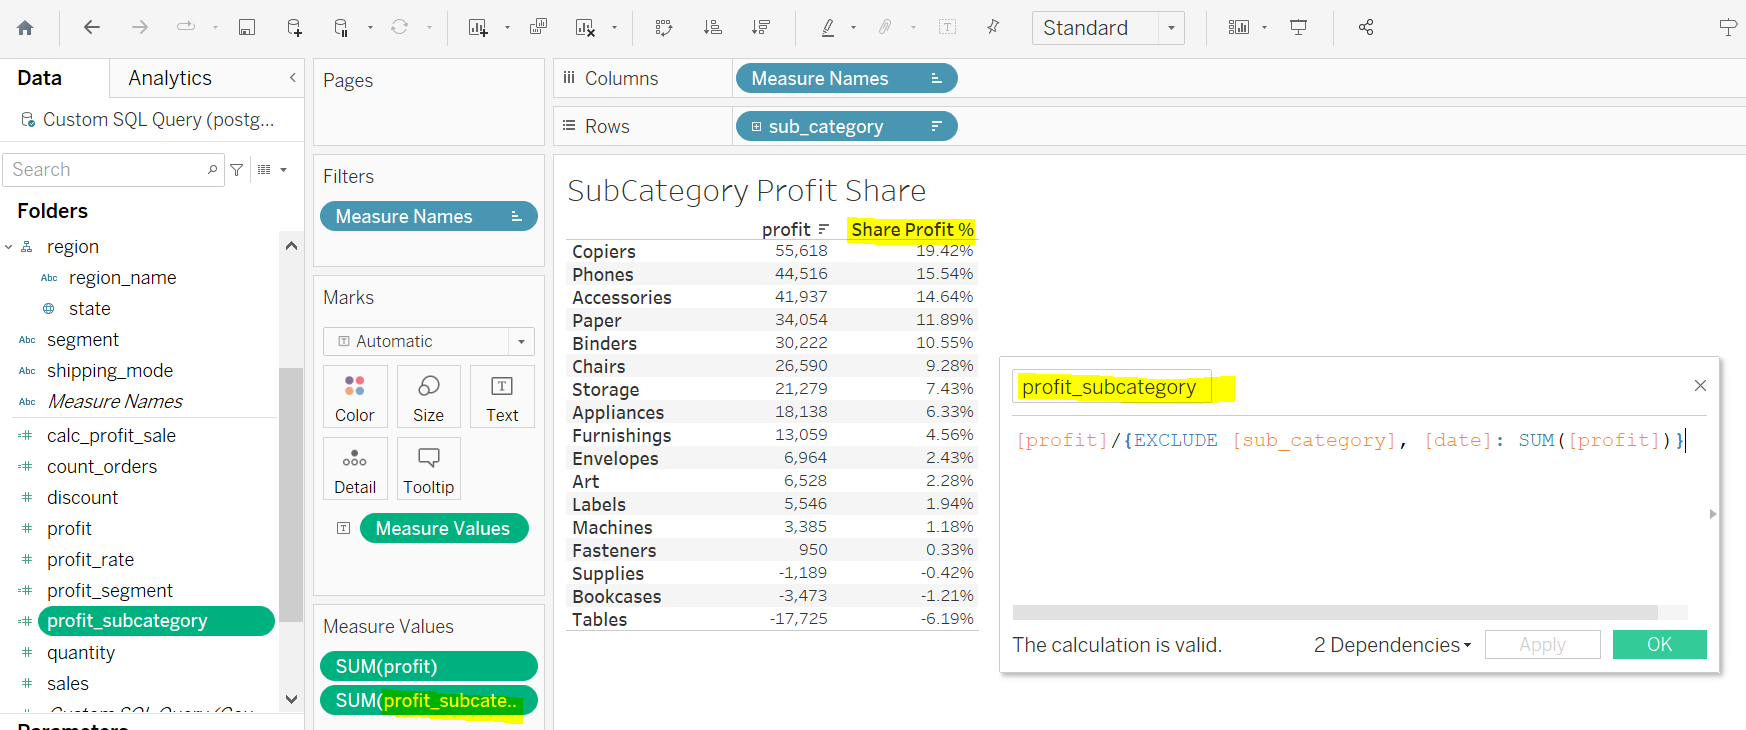 Standard
Data
Analytics
Custom SQL Query (postg...
Search
Folders
region
Abc region_name
state
Abc segment
Abc shipping_mode
Abc Measure Names
calc_profit_sale
count_orders
discount
profit
profit_rate
profit_segment
profit_subcategory
quantity
sales
Pages
Filters
Measure Names
Marks
Automatic
Color
Size
Text
Detail
Tooltip
Measure Values
Measure Values
SUM(profit)
SUM(profit_subcate..
Columns
Measure Names
Rows
sub_category
SubCategory Profit Share
profit Share Profit %
Copiers 55,618 19.42%
Phones 44,516 15.54%
Accessories 41,937 14.64%
Paper 34,054 11.89%
Binders 30,222 10.55%
Chairs 26,590 9.28%
Storage 21,279 7.43%
Appliances 18,138 6.33%
Furnishings 13,059 4.56%
Envelopes 6,964 2.43%
Art 6,528 2.28%
Labels 5,546 1.94%
Machines 3,385 1.18%
Fasteners 950 0.33%
Supplies -1,189 -0.42%
Bookcases -3,473 -1.21%
Tables -17,725 -6.19%
profit_subcategory
[profit]/{EXCLUDE [sub_category], [date]: SUM([profit])}
The calculation is valid.
2 Dependencies
Apply
OK